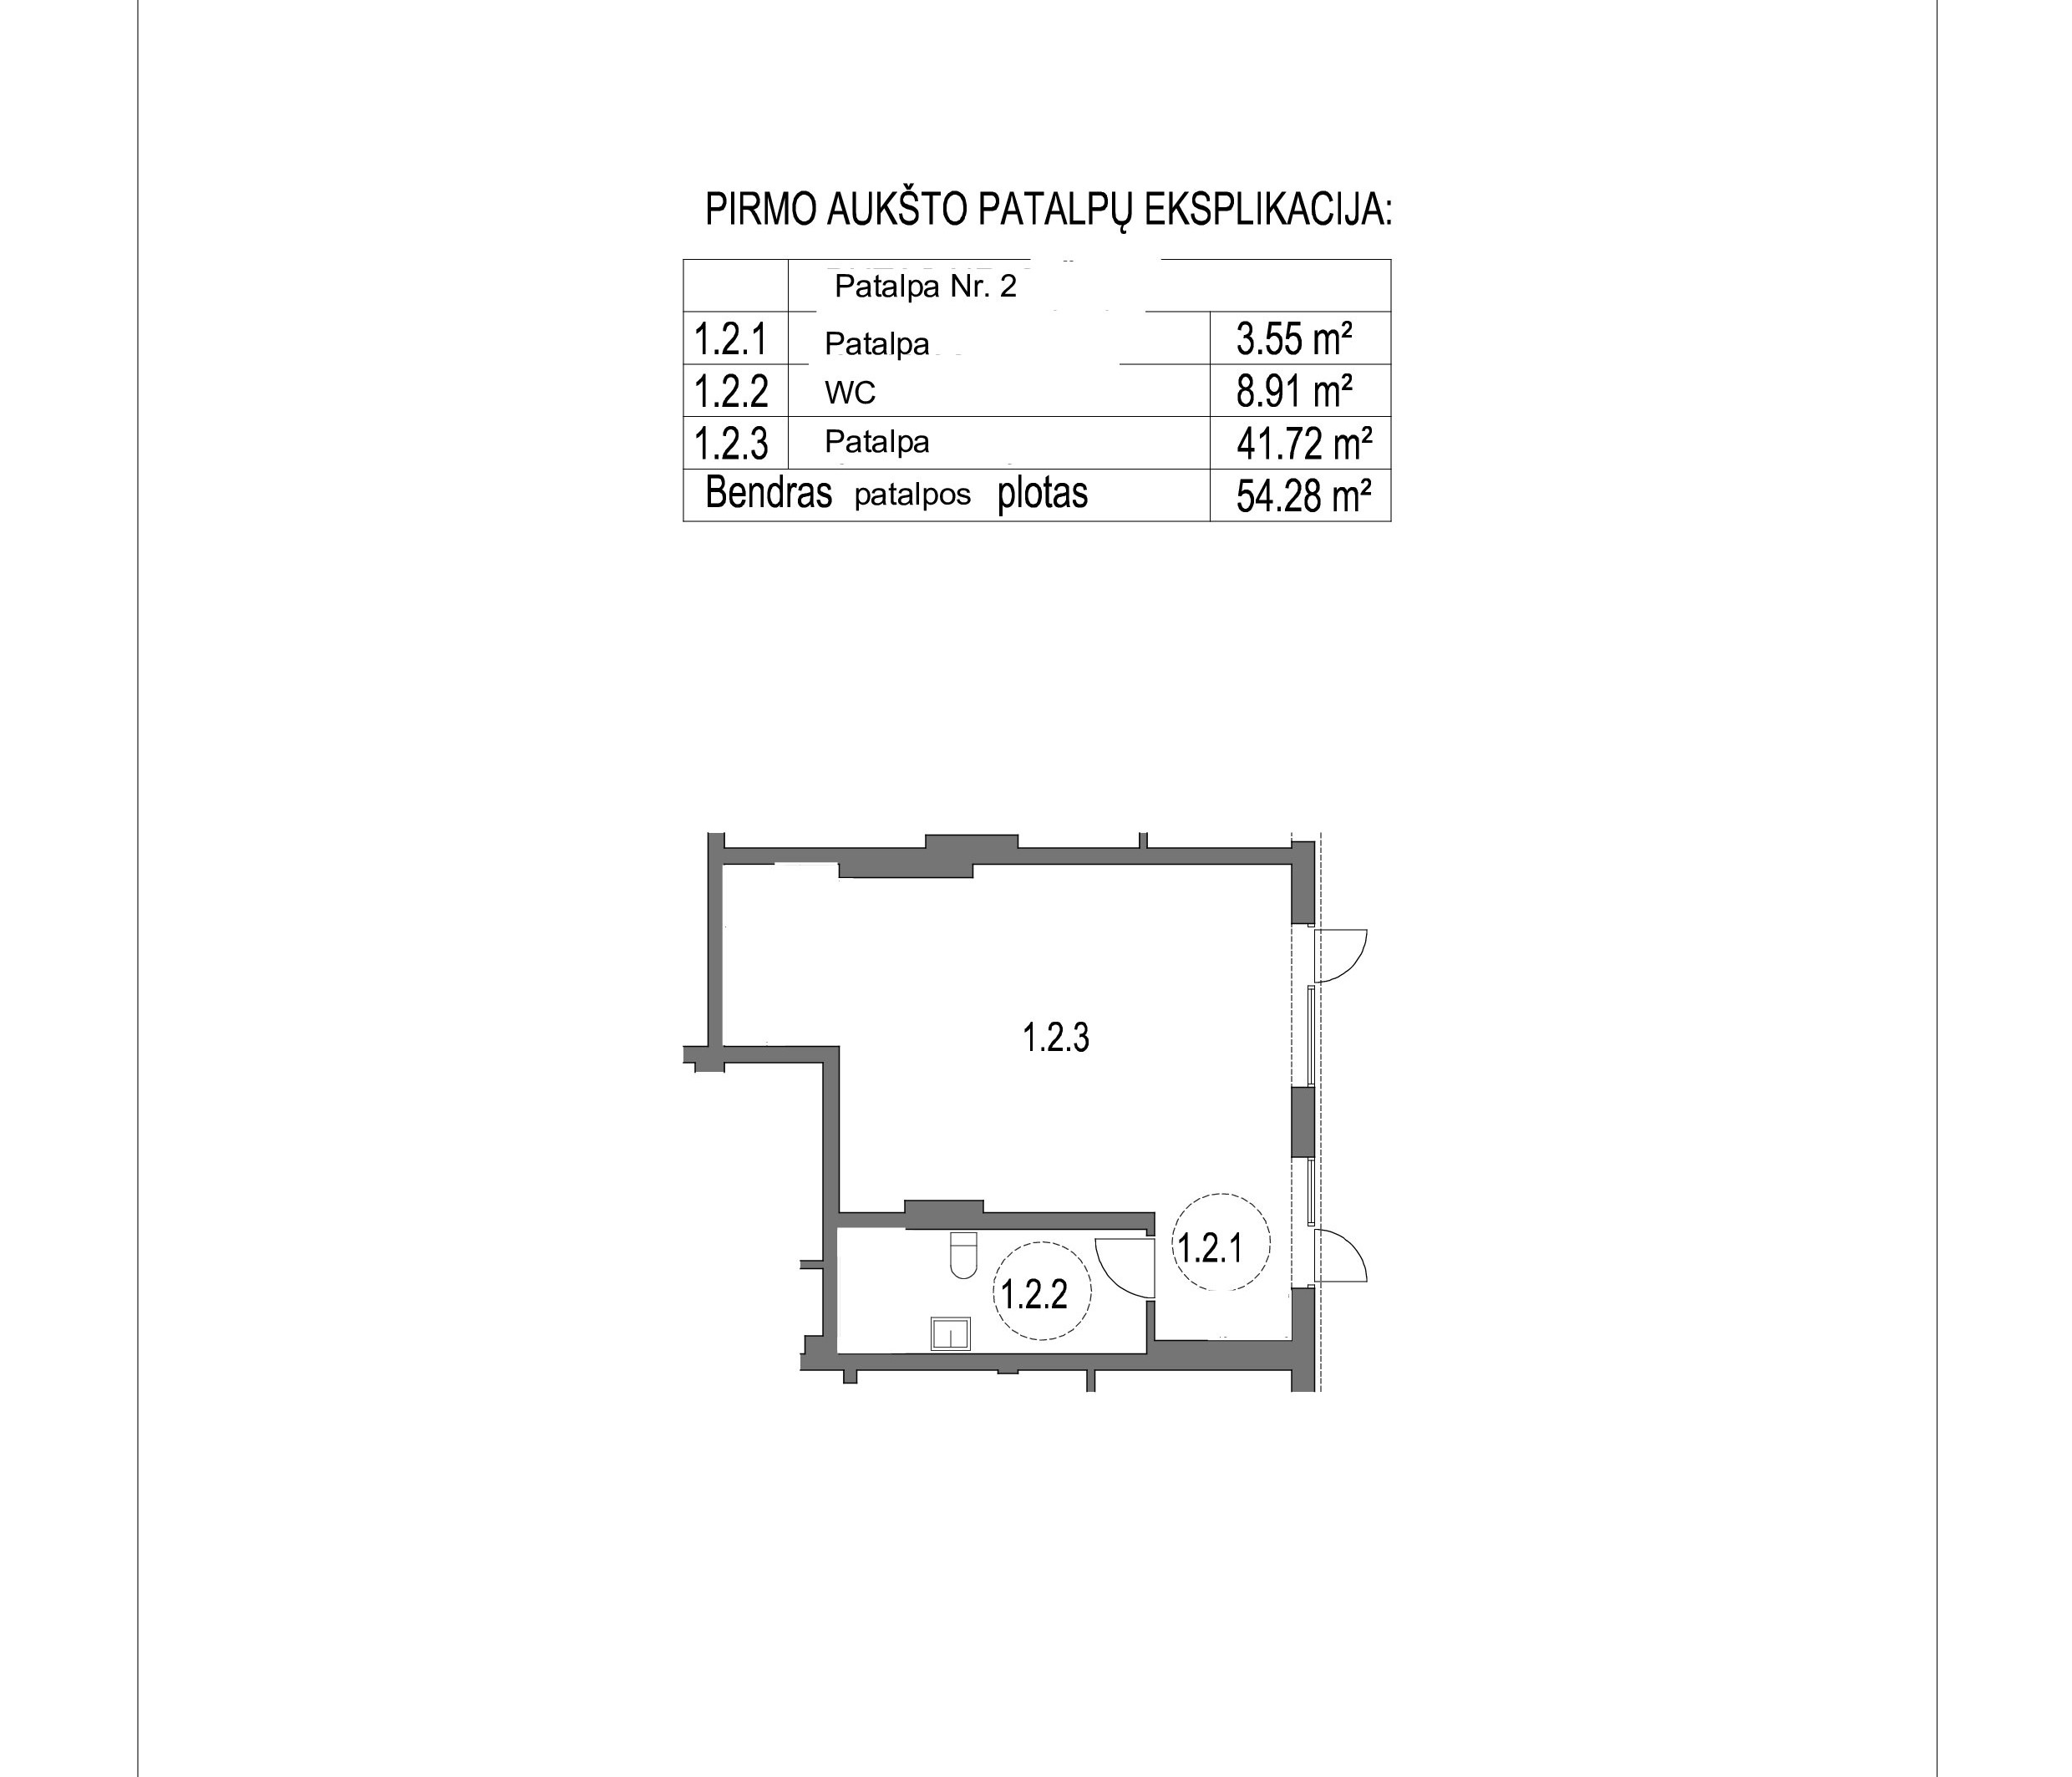 PIRMO AUKŠTO PATALPŲ EKSPLIKACIJA:
Patalpa Nr. 2
1.2.1 Patalpa 3.55 m²
1.2.2 WC 8.91 m²
1.2.3 Patalpa 41.72 m²
Bendras patalpos plotas 54.28 m²
1.2.3
1.2.1
1.2.2